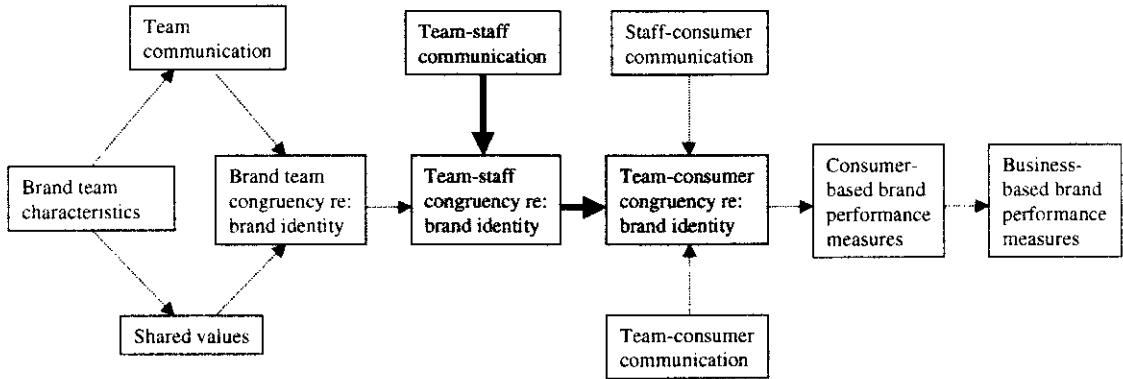 Team
communication
Team-staff
communication
Staff-consumer
communication
Brand team
characteristics
Brand team
congruency re:
brand identity
Team-staff
congruency re:
brand identity
Team-consumer
congruency re:
brand identity
Consumer-
based brand
performance
measures
Business-
based brand
performance
measures
Shared values
Team-consumer
communication